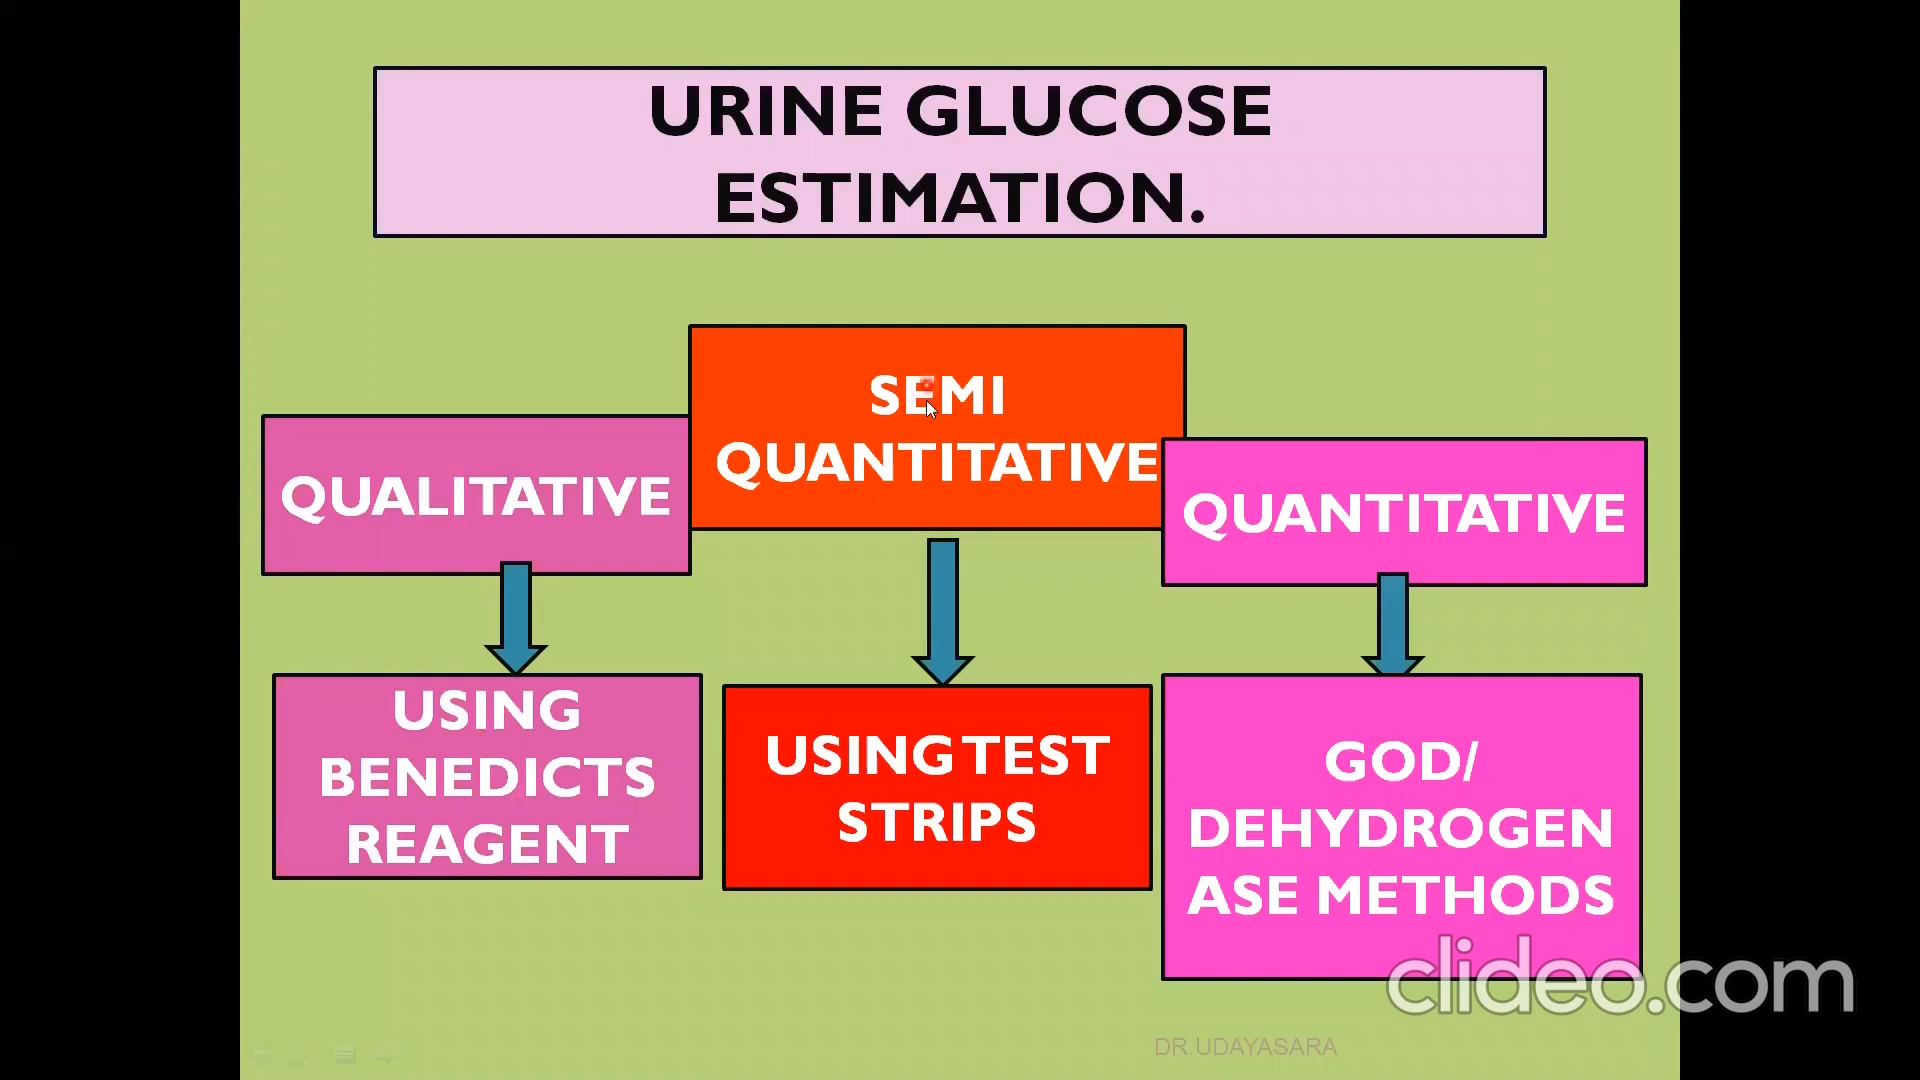 URINE GLUCOSE
ESTIMATION.
SEMI
QUANTITATIVE
QUALITATIVE
QUANTITATIVE
USING
BENEDICTS
REAGENT
USING TEST
STRIPS
GOD/
DEHYDROGEN
ASE METHODS
clideo.com
DR.UDAYASARA